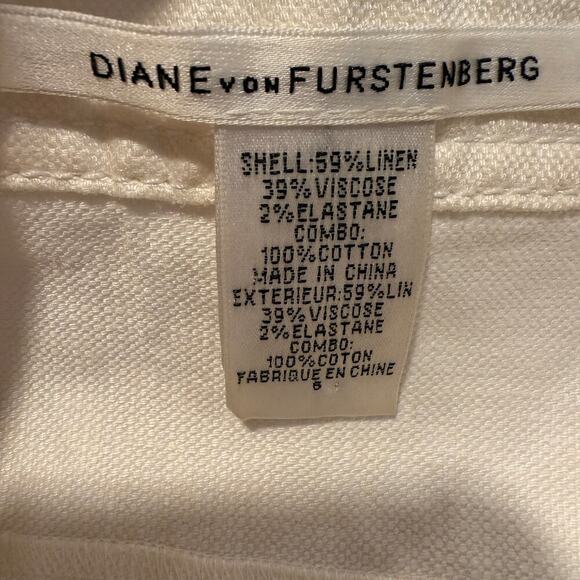 DIANE VON FURSTENBERG
SHELL:59%LINEN
39%VISCOSE
2%ELASTANE
COMBO:
100%COTTON
MADE IN CHINA
EXTERIEUR:59%LIN
39%VISCOSE
2%ELASTANE
COMBO:
100%COTON
FABRIQUE EN CHINE
6